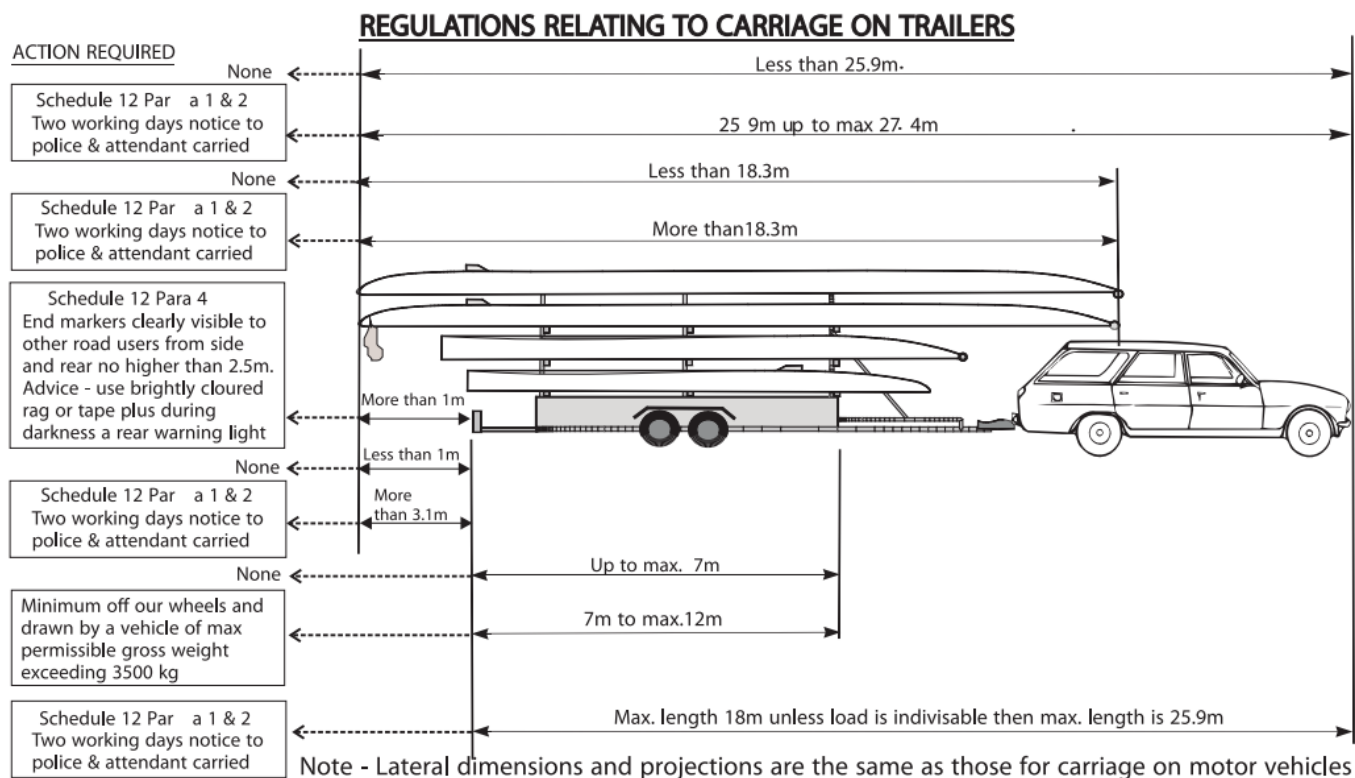 REGULATIONS RELATING TO CARRIAGE ON TRAILERS
ACTION REQUIRED
None
Less than 25.9m.
Schedule 12 Par a 1 & 2
Two working days notice to
police & attendant carried
25 9m up to max 27. 4m
None
Less than 18.3m
Schedule 12 Par a 1 & 2
Two working days notice to
police & attendant carried
More than18.3m
Schedule 12 Para 4
End markers clearly visible to
other road users from side
and rear no higher than 2.5m.
Advice - use brightly cloured
rag or tape plus during
darkness a rear warning light
More than 1m
None
Less than 1m
Schedule 12 Par a 1 & 2
Two working days notice to
police & attendant carried
More
than 3.1m
None
Up to max. 7m
Minimum off our wheels and
drawn by a vehicle of max
permissible gross weight
exceeding 3500 kg
7m to max.12m
Schedule 12 Par a 1 & 2
Two working days notice to
police & attendant carried
Max. length 18m unless load is indivisable then max. length is 25.9m
Note - Lateral dimensions and projections are the same as those for carriage on motor vehicles